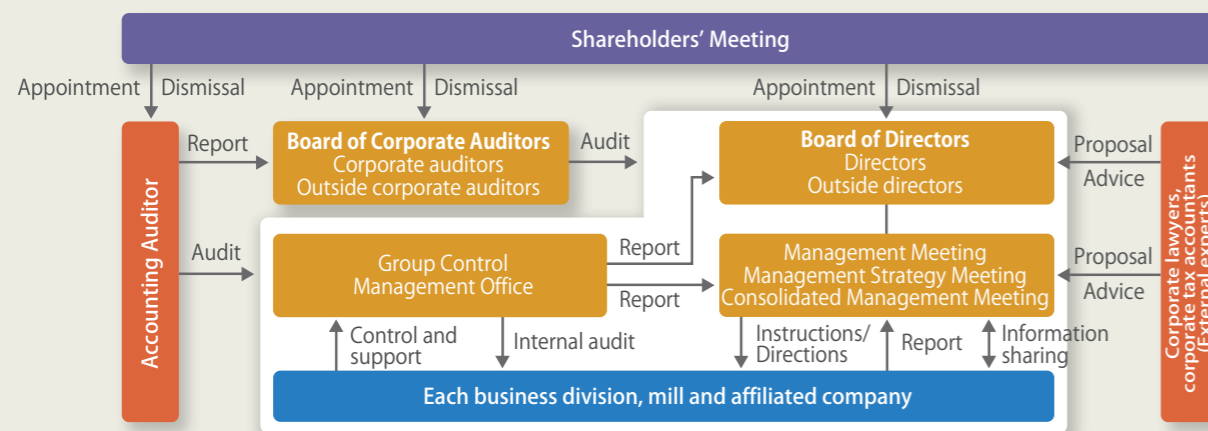 Shareholders’ Meeting
Appointment
Dismissal
Appointment
Dismissal
Appointment
Dismissal
Accounting Auditor
Report
Board of Corporate Auditors
Corporate auditors
Outside corporate auditors
Audit
Board of Directors
Directors
Outside directors
Proposal
Advice
Corporate lawyers,
corporate tax accountants
(External experts)
Audit
Group Control
Management Office
Report
Report
Management Meeting
Management Strategy Meeting
Consolidated Management Meeting
Proposal
Advice
Control and
support
Internal audit
Instructions/
Directions
Report
Information
sharing
Each business division, mill and affiliated company